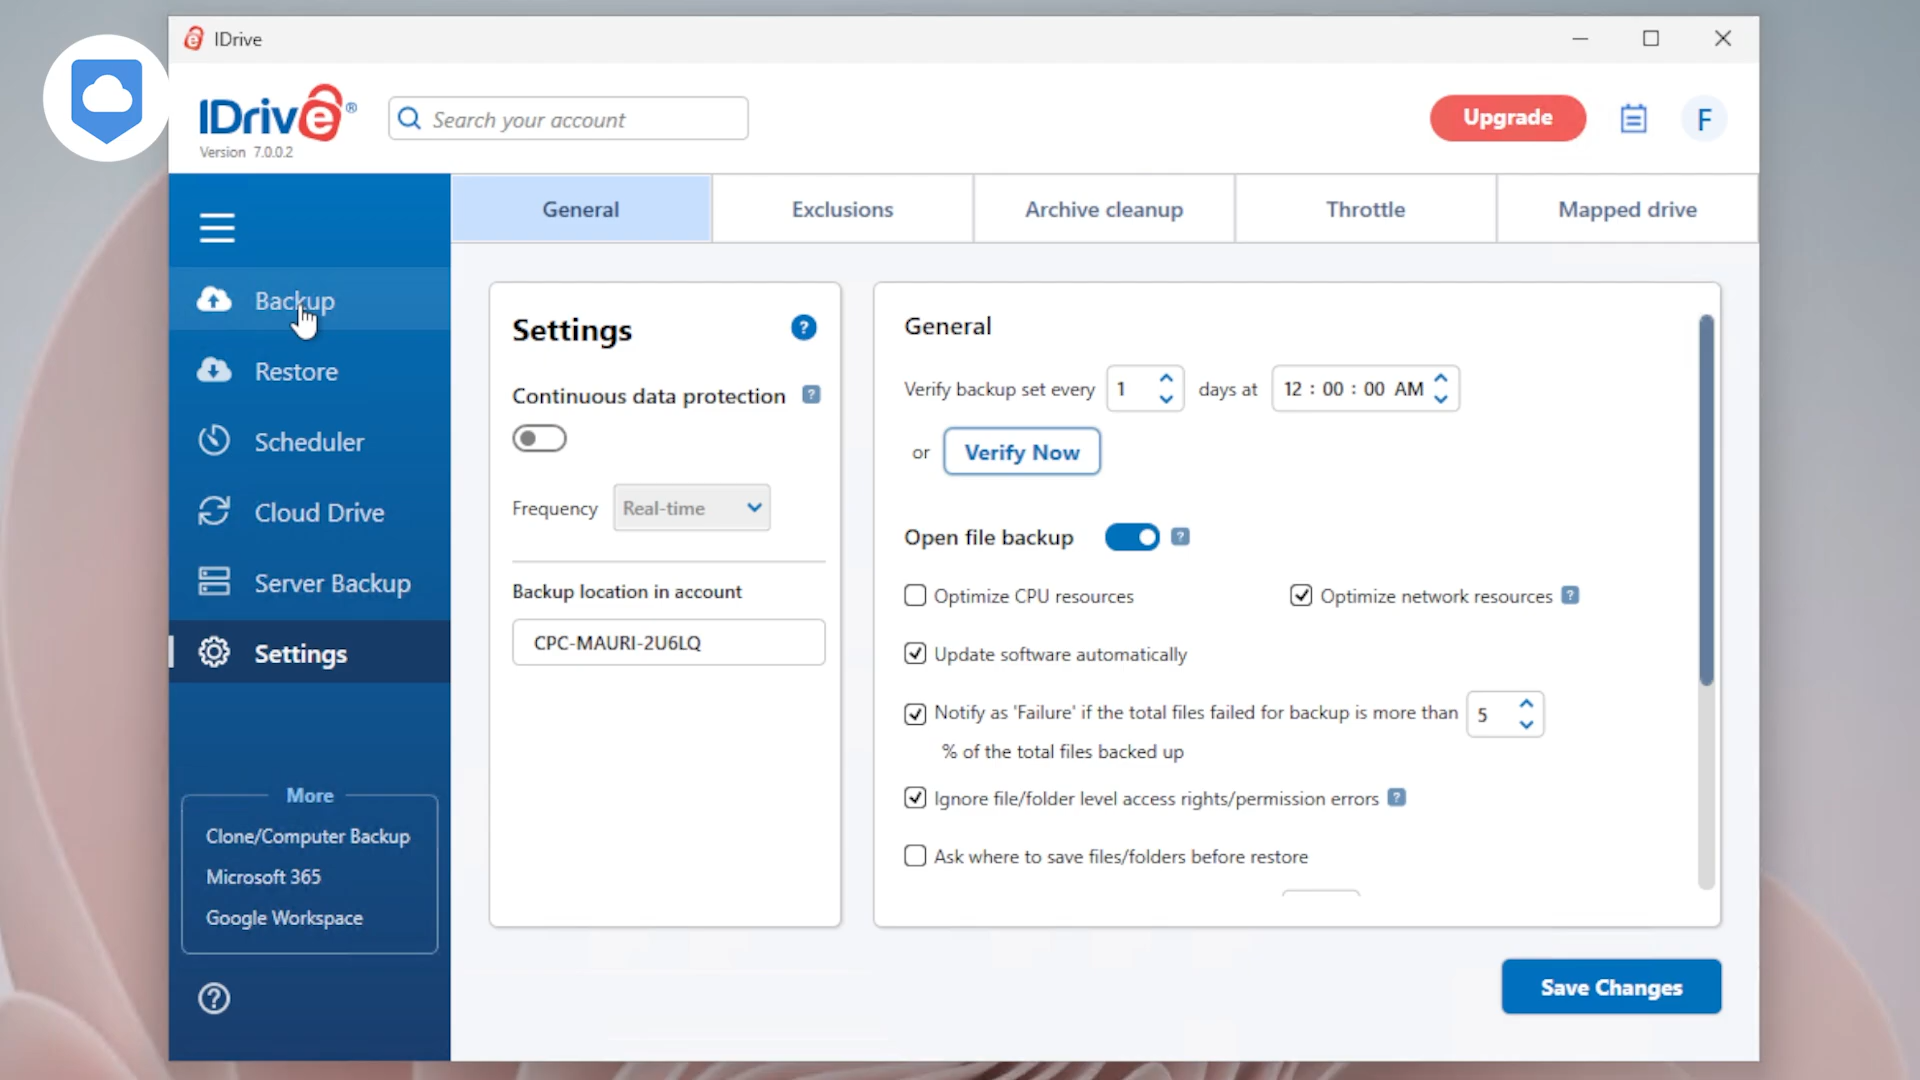 IDrive
IDrive®
Version 7.0.0.2
Search your account
Upgrade
F
Backup
Restore
Scheduler
Cloud Drive
Server Backup
Settings
More
Clone/Computer Backup
Microsoft 365
Google Workspace
General
Exclusions
Archive cleanup
Throttle
Mapped drive
Settings ?
Continuous data protection ?
Frequency Real-time
Backup location in account
CPC-MAURI-2U6LQ
General
Verify backup set every 1 days at 12 : 00 : 00 AM
or Verify Now
Open file backup ?
Optimize CPU resources
Optimize network resources ?
Update software automatically
Notify as 'Failure' if the total files failed for backup is more than 5
% of the total files backed up
Ignore file/folder level access rights/permission errors ?
Ask where to save files/folders before restore
Save Changes
?